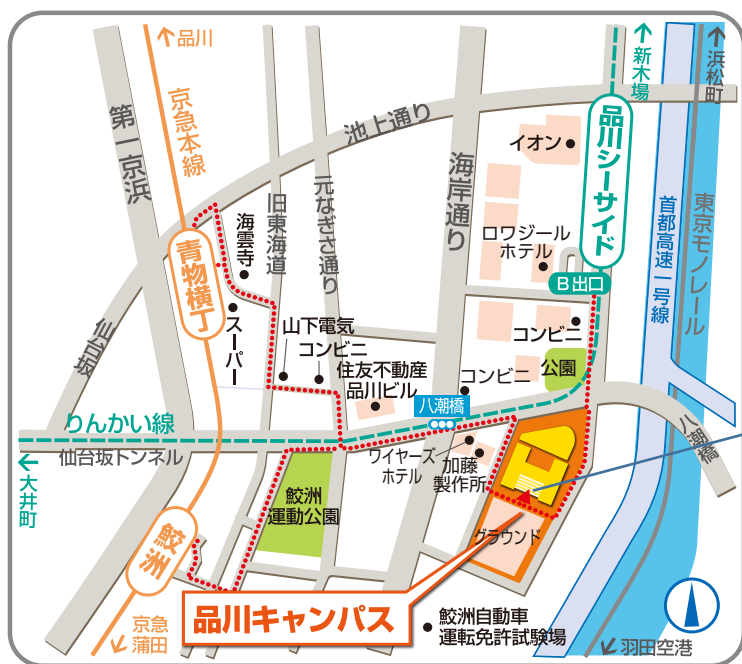 品川
新木場
浜松町
京急本線
第一京浜
池上通り
海岸通り
イオン
品川シーサイド
首都高速一号線
東京モノレール
旧東海道
元なぎさ通り
海雲寺
青物横丁
ロワジール
ホテル
B出口
スーパー
仙台坂
山下電気
コンビニ
住友不動産
品川ビル
コンビニ
コンビニ
公園
八潮橋
りんかい線
仙台坂トンネル
大井町
ワイヤーズ
ホテル
加藤
製作所
八潮橋
鮫洲
運動公園
グラウンド
鮫洲
品川キャンパス
京急
蒲田
鮫洲自動車
運転免許試験場
羽田空港